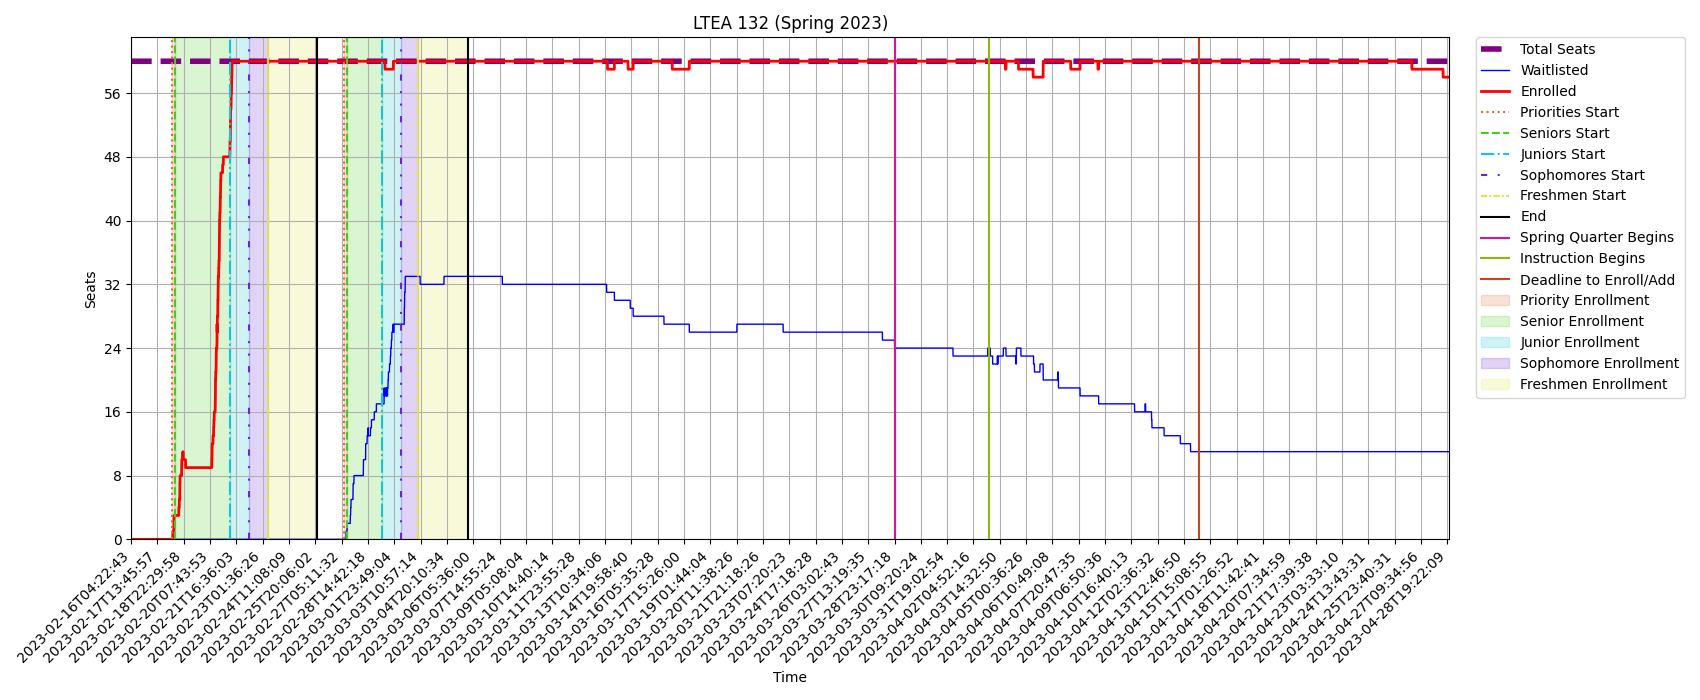 LTEA 132 (Spring 2023)
Seats
56
48
40
32
24
16
8
0
Total Seats
Waitlisted
Enrolled
Priorities Start
Seniors Start
Juniors Start
Sophomores Start
Freshmen Start
End
Spring Quarter Begins
Instruction Begins
Deadline to Enroll/Add
Priority Enrollment
Senior Enrollment
Junior Enrollment
Sophomore Enrollment
Freshmen Enrollment
2023-02-16T04:22:43
2023-02-17T13:45:57
2023-02-18T22:29:58
2023-02-20T07:43:53
2023-02-21T16:36:03
2023-02-23T01:36:26
2023-02-24T11:08:09
2023-02-25T20:06:02
2023-02-27T05:11:32
2023-02-28T14:42:18
2023-03-01T23:49:04
2023-03-03T10:57:14
2023-03-04T20:10:34
2023-03-06T05:36:00
2023-03-07T14:55:24
2023-03-09T05:08:04
2023-03-10T14:40:14
2023-03-11T23:55:28
2023-03-13T10:34:06
2023-03-14T19:58:40
2023-03-16T05:35:28
2023-03-17T15:26:00
2023-03-19T01:44:04
2023-03-20T11:38:26
2023-03-21T21:18:26
2023-03-23T07:20:23
2023-03-24T17:18:28
2023-03-26T03:02:43
2023-03-27T13:19:35
2023-03-28T23:17:18
2023-03-30T09:20:24
2023-03-31T19:02:54
2023-04-02T04:52:16
2023-04-03T14:32:50
2023-04-05T00:36:26
2023-04-06T10:49:08
2023-04-07T20:47:35
2023-04-09T06:50:36
2023-04-10T16:40:13
2023-04-12T02:36:32
2023-04-13T12:46:50
2023-04-15T15:08:55
2023-04-17T01:26:52
2023-04-18T11:42:41
2023-04-20T07:34:59
2023-04-21T17:39:38
2023-04-23T03:33:10
2023-04-24T13:43:31
2023-04-25T23:40:31
2023-04-27T09:34:56
2023-04-28T19:22:09
Time